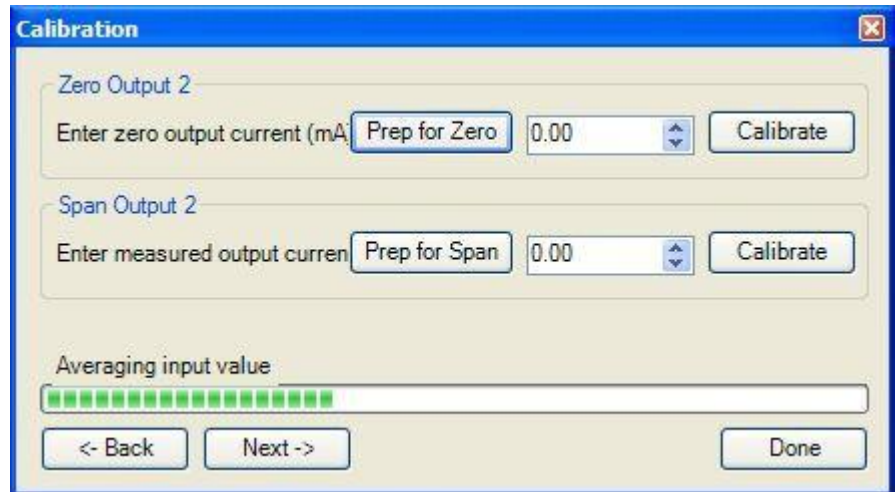 Calibration
Zero Output 2
Enter zero output current (mA) Prep for Zero 0.00 Calibrate
Span Output 2
Enter measured output curren Prep for Span 0.00 Calibrate
Averaging input value
<- Back Next -> Done